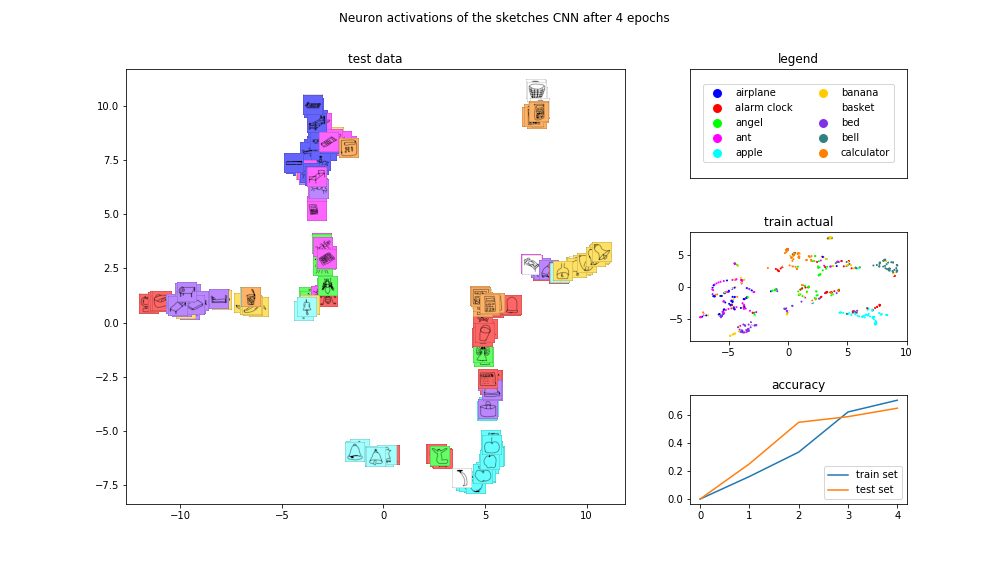 Neuron activations of the sketches CNN after 4 epochs
test data
10.0
7.5
5.0
2.5
0.0
−2.5
−5.0
−7.5
−10
−5
0
5
10
legend
airplane
alarm clock
angel
ant
apple
banana
basket
bed
bell
calculator
train actual
5
0
−5
−5
0
5
10
accuracy
0.6
0.4
0.2
0.0
train set
test set
0
1
2
3
4